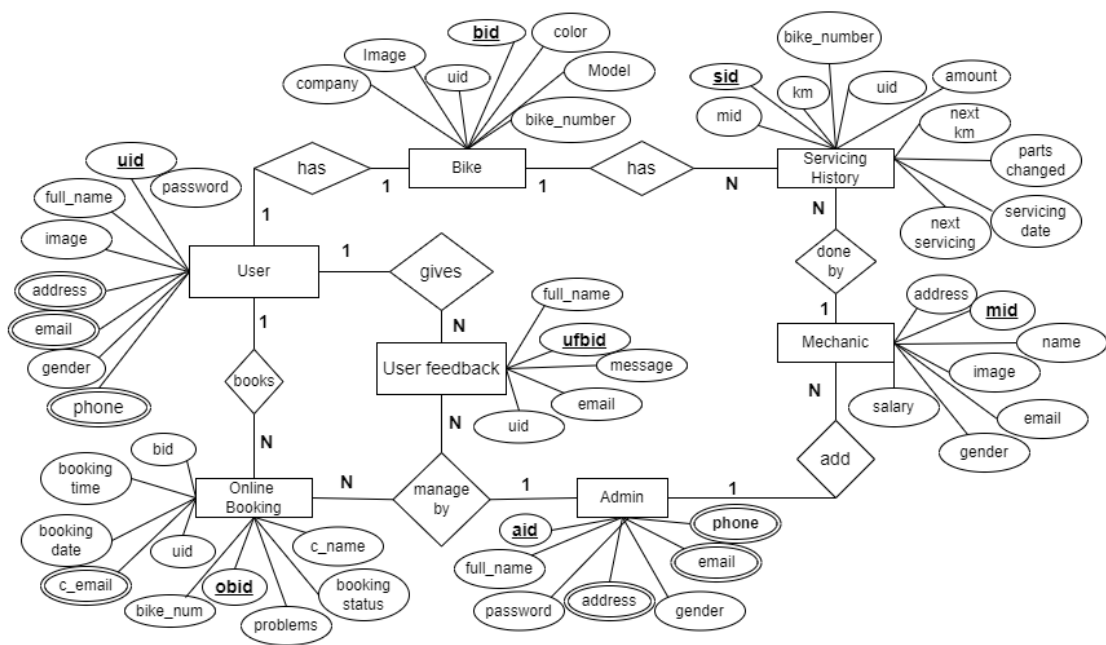 bike_number
bid
color
Image
company
uid
Model
bike_number
sid
km
uid
amount
mid
next
km
parts
changed
servicing
date
next
servicing
uid
password
full_name
image
address
email
gender
phone
has
1
1
Bike
1
has
N
Servicing
History
1
User
1
gives
N
done
by
1
N
1
books
N
User feedback
full_name
ufbid
message
email
uid
N
address
mid
name
image
email
gender
salary
Mechanic
N
add
1
bid
booking
time
booking
date
uid
c_email
bike_num
obid
problems
booking
status
c_name
Online
Booking
N
manage
by
1
Admin
aid
full_name
password
address
gender
email
phone